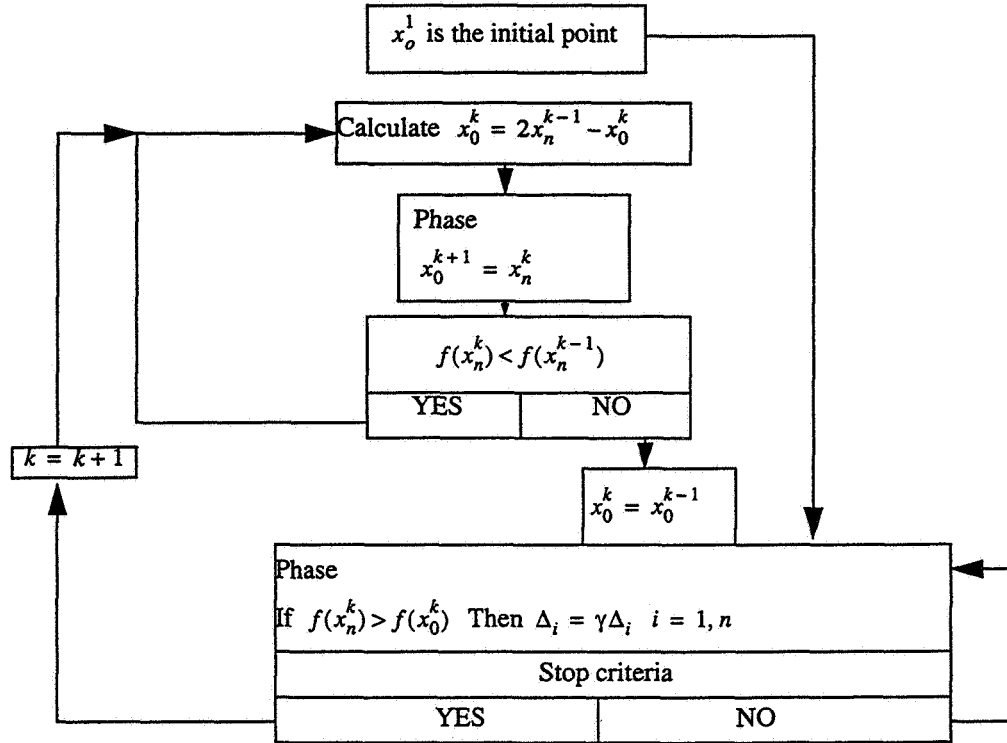 x_o^1 is the initial point
Calculate x_0^k = 2x_n^{k-1} - x_0^k
Phase
x_0^{k+1} = x_n^k
f(x_n^k) < f(x_n^{k-1})
YES NO
k = k + 1
x_0^k = x_0^{k-1}
Phase
If f(x_n^k) > f(x_0^k) Then Δ_i = γΔ_i i = 1, n
Stop criteria
YES NO